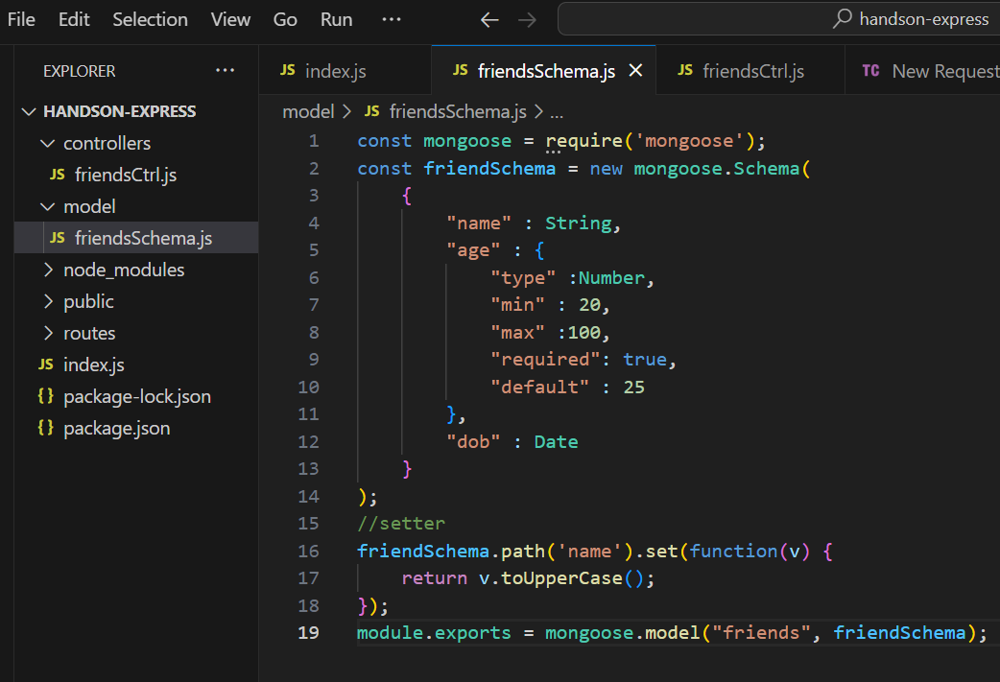 File Edit Selection View Go Run ··· ← → handson-express
EXPLORER ···
HANDSON-EXPRESS
controllers
JS friendsCtrl.js
model
JS friendsSchema.js
node_modules
public
routes
JS index.js
{} package-lock.json
{} package.json
JS index.js JS friendsSchema.js × JS friendsCtrl.js TC New Request
model > JS friendsSchema.js > ...
1 const mongoose = require('mongoose');
2 const friendSchema = new mongoose.Schema(
3 {
4 "name" : String,
5 "age" : {
6 "type" :Number,
7 "min" : 20,
8 "max" :100,
9 "required": true,
10 "default" : 25
11 },
12 "dob" : Date
13 }
14 );
15 //setter
16 friendSchema.path('name').set(function(v) {
17 return v.toUpperCase();
18 });
19 module.exports = mongoose.model("friends", friendSchema);